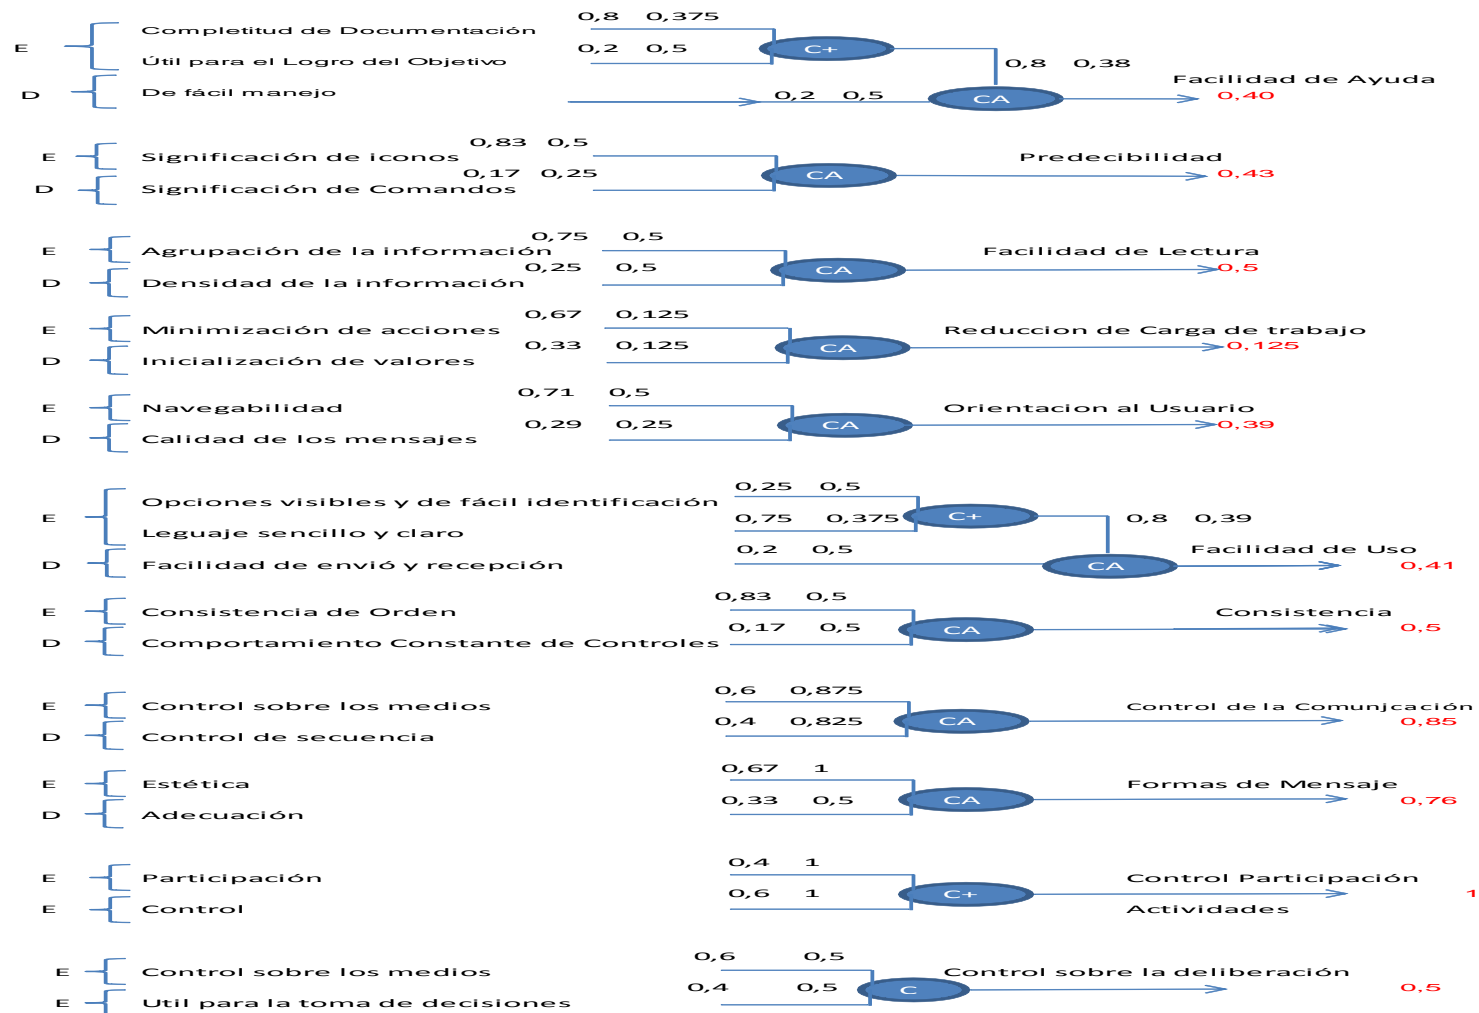 0,8 0,375
E Completitud de Documentación
C+
0,2 0,5
Útil para el Logro del Objetivo
0,8 0,38
Facilidad de Ayuda
D De fácil manejo
0,2 0,5
CA
0,40
0,83 0,5
E Significación de iconos
Predecibilidad
0,17 0,25
CA
0,43
D Significación de Comandos
0,75 0,5
E Agrupación de la información
Facilidad de Lectura
0,25 0,5
CA
0,5
D Densidad de la información
0,67 0,125
E Minimización de acciones
Reduccion de Carga de trabajo
0,33 0,125
CA
0,125
D Inicialización de valores
0,71 0,5
E Navegabilidad
Orientacion al Usuario
0,29 0,25
CA
0,39
D Calidad de los mensajes
0,25 0,5
Opciones visibles y de fácil identificación
E
0,75 0,375
C+
0,8 0,39
Leguaje sencillo y claro
0,2 0,5
Facilidad de Uso
D Facilidad de envió y recepción
CA
0,41
0,83 0,5
E Consistencia de Orden
Consistencia
0,17 0,5
CA
0,5
D Comportamiento Constante de Controles
0,6 0,875
E Control sobre los medios
Control de la Comunjcación
0,4 0,825
CA
0,85
D Control de secuencia
0,67 1
E Estética
Formas de Mensaje
0,33 0,5
CA
0,76
D Adecuación
0,4 1
E Participación
Control Participación
0,6 1
C+
1
E Control
Actividades
0,6 0,5
E Control sobre los medios
Control sobre la deliberación
0,4 0,5
C
0,5
E Util para la toma de decisiones